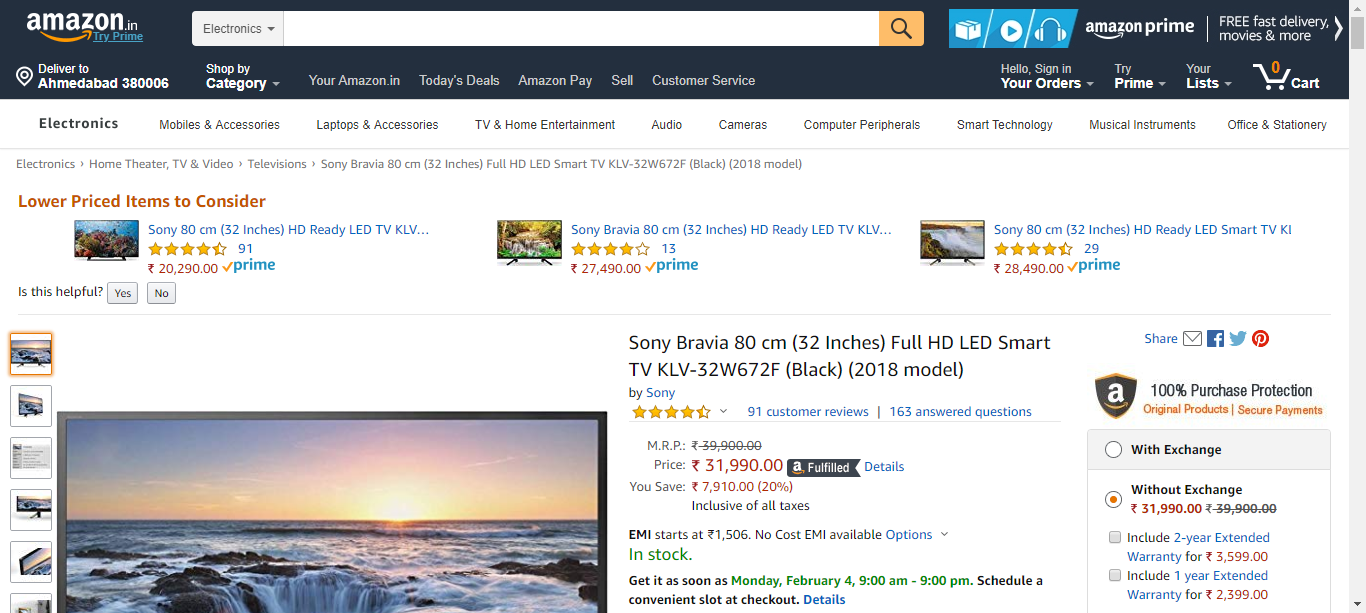 amazon.in
Try Prime
Electronics
amazon prime
FREE fast delivery,
movies & more
Deliver to
Ahmedabad 380006
Shop by
Category
Your Amazon.in
Today's Deals
Amazon Pay
Sell
Customer Service
Hello, Sign in
Your Orders
Try
Prime
Your
Lists
0
Cart
Electronics
Mobiles & Accessories
Laptops & Accessories
TV & Home Entertainment
Audio
Cameras
Computer Peripherals
Smart Technology
Musical Instruments
Office & Stationery
Electronics › Home Theater, TV & Video › Televisions › Sony Bravia 80 cm (32 Inches) Full HD LED Smart TV KLV-32W672F (Black) (2018 model)
Lower Priced Items to Consider
Sony 80 cm (32 Inches) HD Ready LED TV KLV…
91
₹ 20,290.00 prime
Sony Bravia 80 cm (32 Inches) HD Ready LED TV KLV…
13
₹ 27,490.00 prime
Sony 80 cm (32 Inches) HD Ready LED Smart TV Kl
29
₹ 28,490.00 prime
Is this helpful? Yes No
Sony Bravia 80 cm (32 Inches) Full HD LED Smart
TV KLV-32W672F (Black) (2018 model)
by Sony
91 customer reviews | 163 answered questions
M.R.P.: ₹ 39,900.00
Price: ₹ 31,990.00 a Fulfilled Details
You Save: ₹ 7,910.00 (20%)
Inclusive of all taxes
EMI starts at ₹1,506. No Cost EMI available Options
In stock.
Get it as soon as Monday, February 4, 9:00 am - 9:00 pm. Schedule a
convenient slot at checkout. Details
Share
a
100% Purchase Protection
Original Products | Secure Payments
With Exchange
Without Exchange
₹ 31,990.00 ₹ 39,900.00
Include 2-year Extended
Warranty for ₹ 3,599.00
Include 1 year Extended
Warranty for ₹ 2,399.00